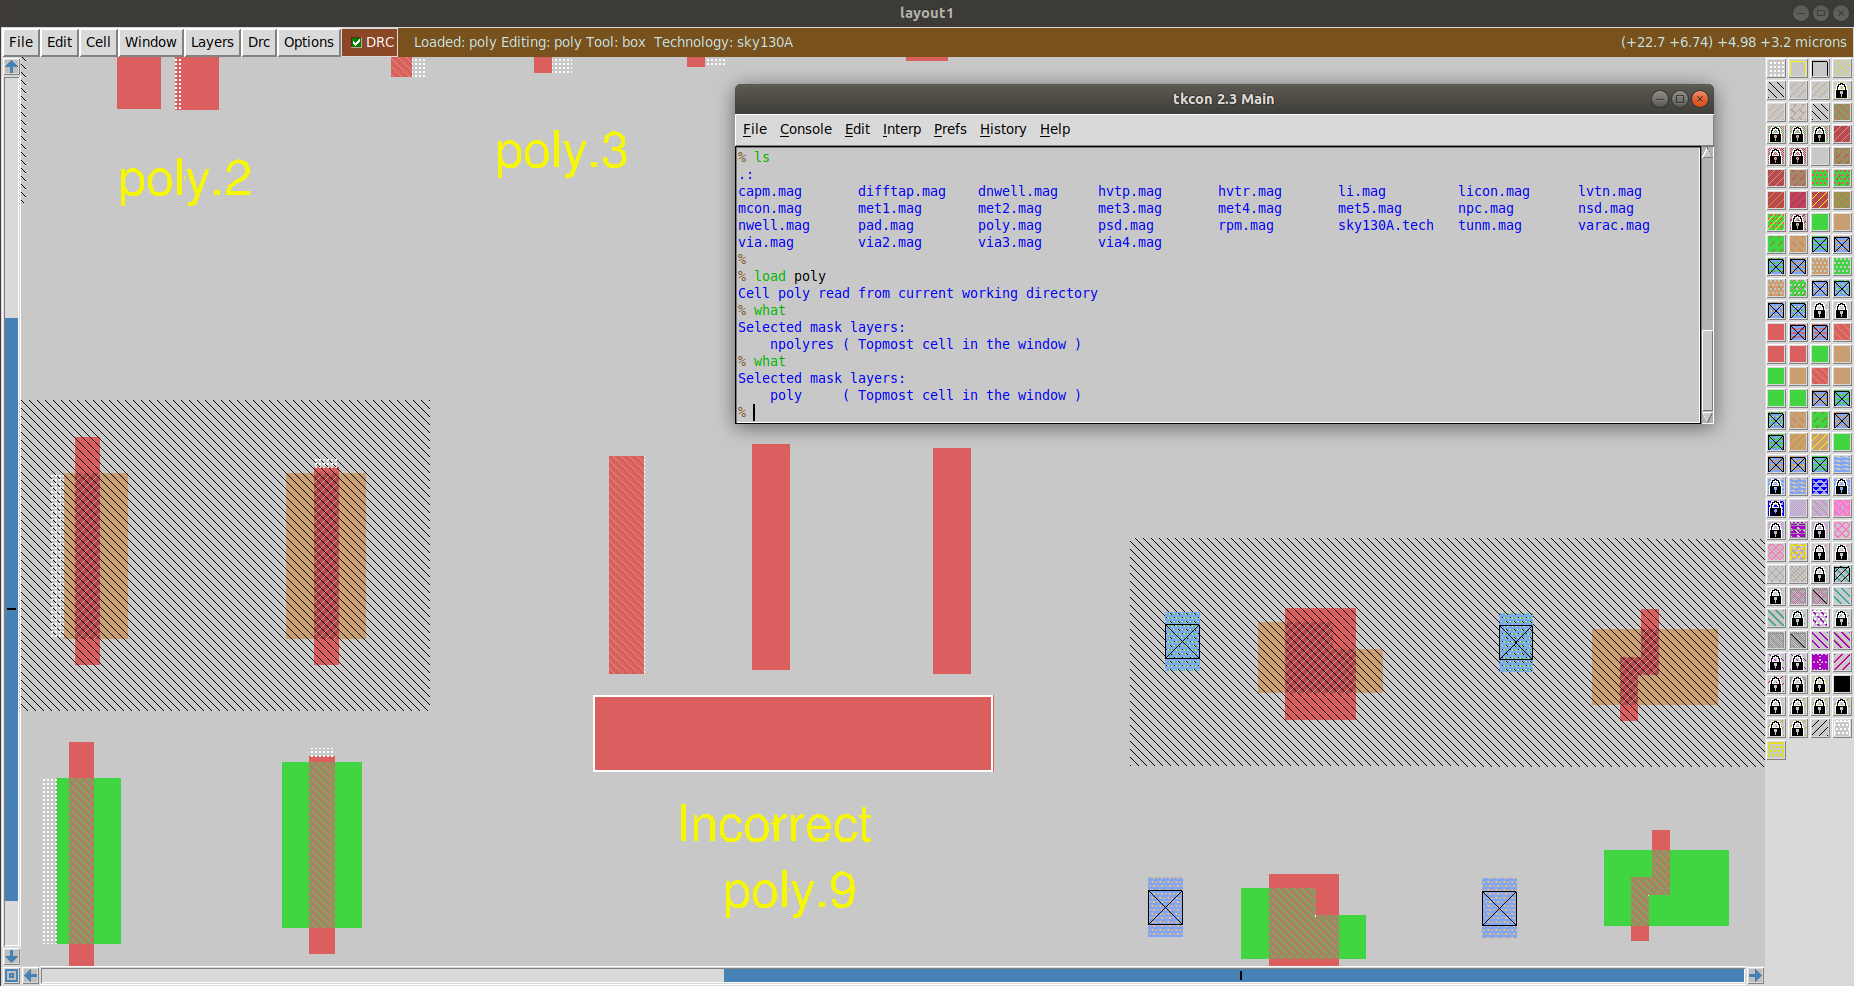 layout1
File Edit Cell Window Layers Drc Options DRC Loaded: poly Editing: poly Tool: box Technology: sky130A (+22.7 +6.74) +4.98 +3.2 microns
poly.2
poly.3
tkcon 2.3 Main
File Console Edit Interp Prefs History Help
% ls
.:
capm.mag difftap.mag dnwell.mag hvtp.mag hvtr.mag li.mag licon.mag lvtn.mag
mcon.mag met1.mag met2.mag met3.mag met4.mag met5.mag npc.mag nsd.mag
nwell.mag pad.mag poly.mag psd.mag rpm.mag sky130A.tech tunm.mag varac.mag
via.mag via2.mag via3.mag via4.mag
%
% load poly
Cell poly read from current working directory
% what
Selected mask layers:
npolyres ( Topmost cell in the window )
% what
Selected mask layers:
poly ( Topmost cell in the window )
%
Incorrect
poly.9